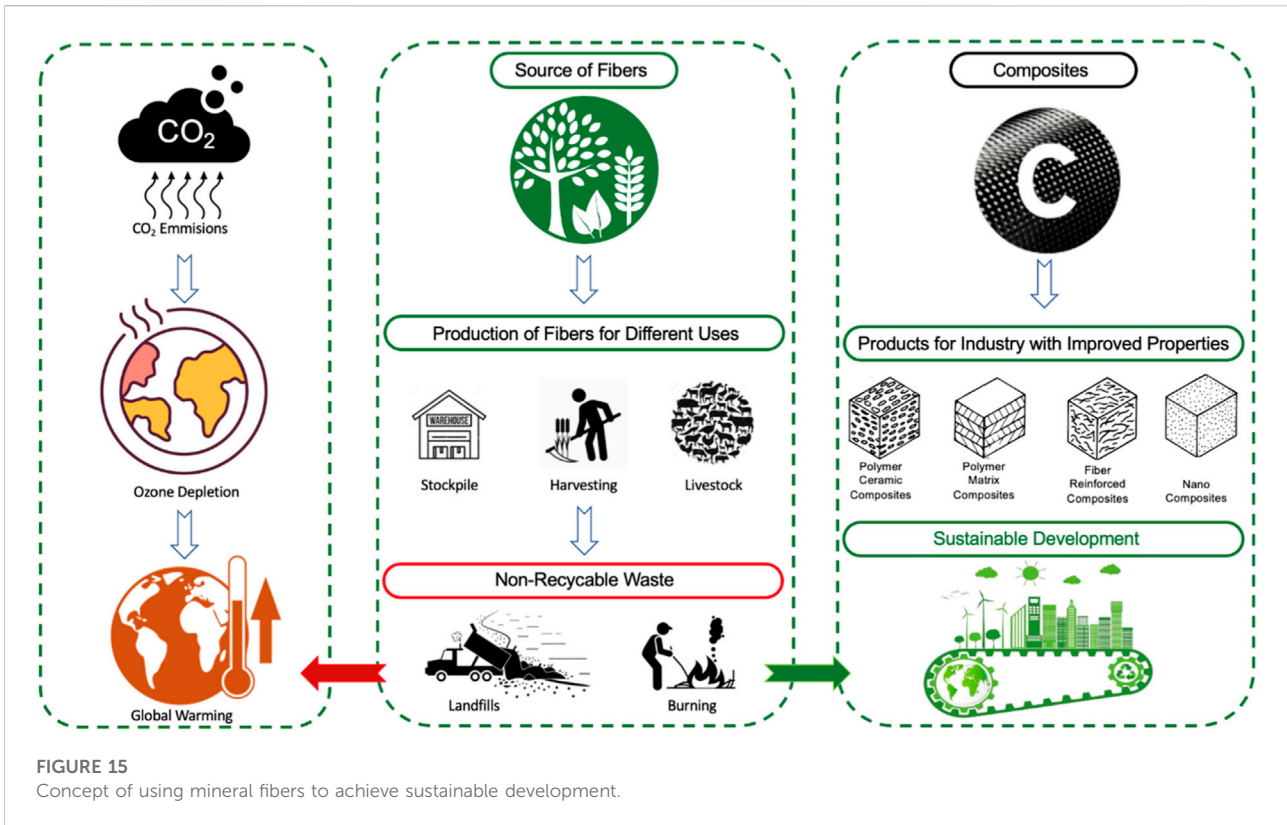 CO₂
CO₂ Emmisions
Ozone Depletion
Global Warming
Source of Fibers
Production of Fibers for Different Uses
WAREHOUSE
Stockpile
Harvesting
Livestock
Non-Recycable Waste
Landfills
Burning
Composites
C
Products for Industry with Improved Properties
Polymer
Ceramic
Composites
Polymer
Matrix
Composites
Fiber
Reinforced
Composites
Nano
Composites
Sustainable Development
FIGURE 15
Concept of using mineral fibers to achieve sustainable development.